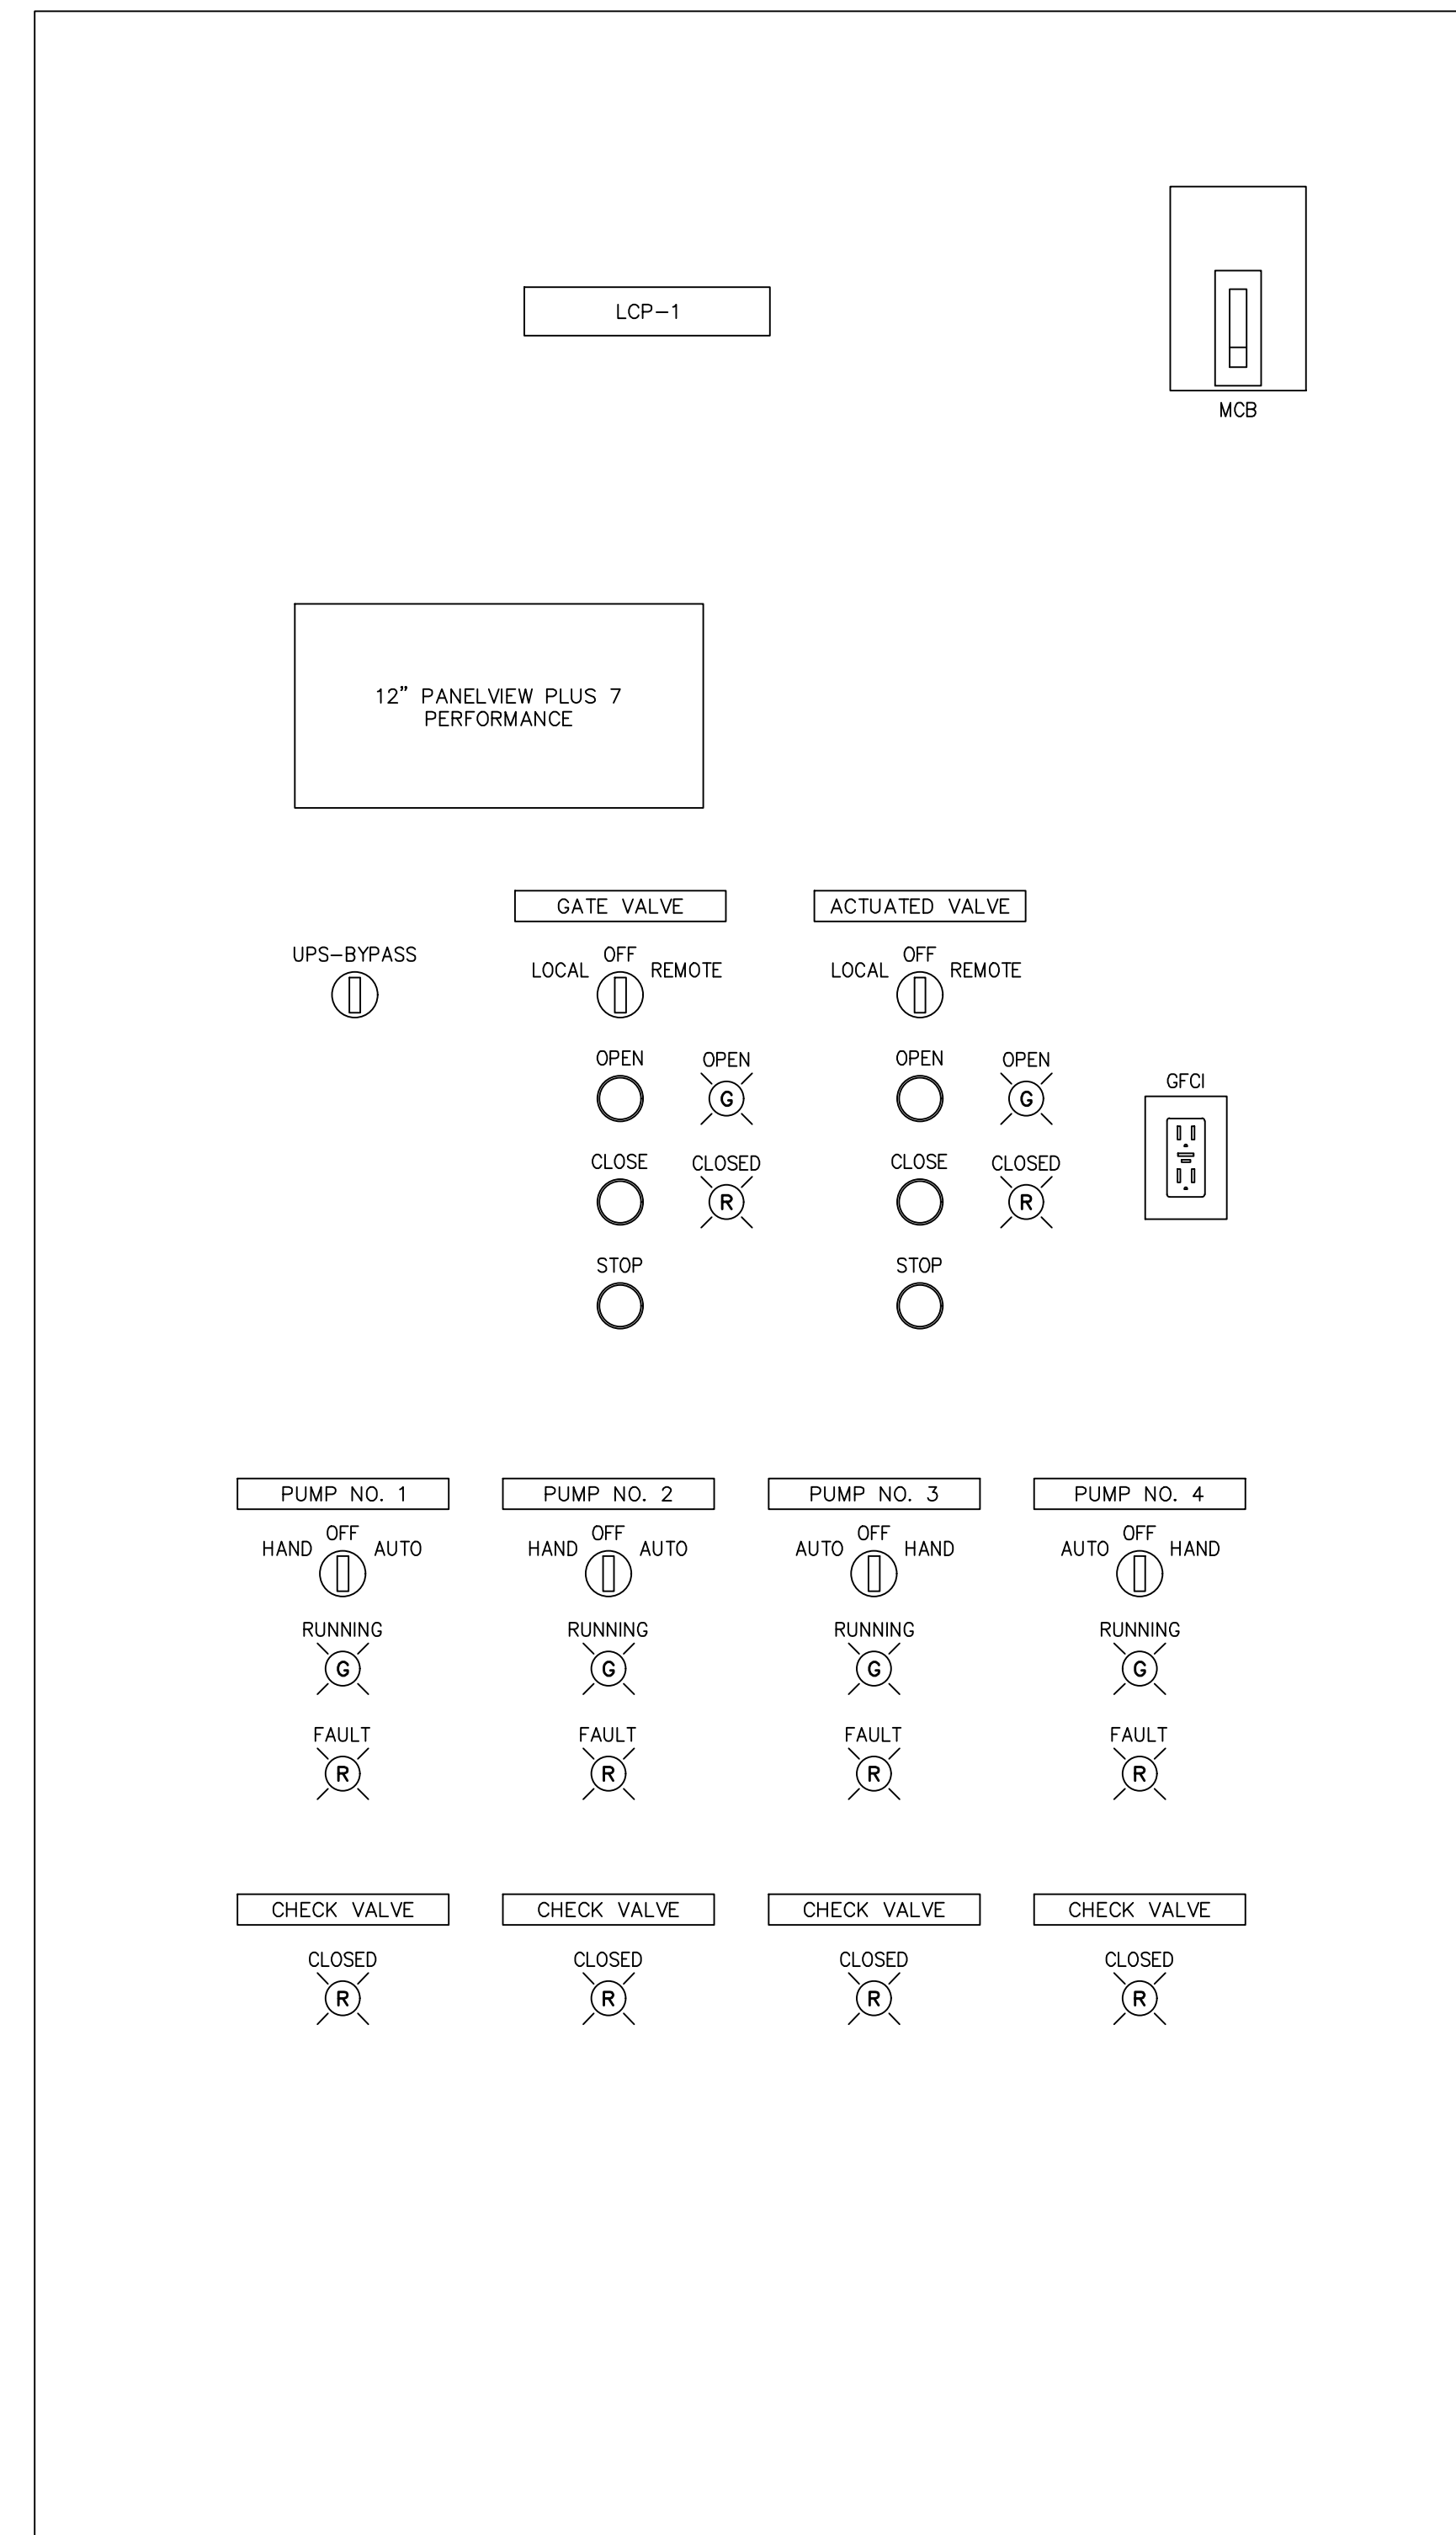 LCP-1
MCB
12" PANELVIEW PLUS 7
PERFORMANCE
GATE VALVE
ACTUATED VALVE
UPS-BYPASS
LOCAL OFF REMOTE
LOCAL OFF REMOTE
OPEN OPEN OPEN OPEN
G G
GFCI
CLOSE CLOSED CLOSE CLOSED
R R
STOP STOP
PUMP NO. 1 PUMP NO. 2 PUMP NO. 3 PUMP NO. 4
HAND OFF AUTO HAND OFF AUTO AUTO OFF HAND AUTO OFF HAND
RUNNING RUNNING RUNNING RUNNING
G G G G
FAULT FAULT FAULT FAULT
R R R R
CHECK VALVE CHECK VALVE CHECK VALVE CHECK VALVE
CLOSED CLOSED CLOSED CLOSED
R R R R